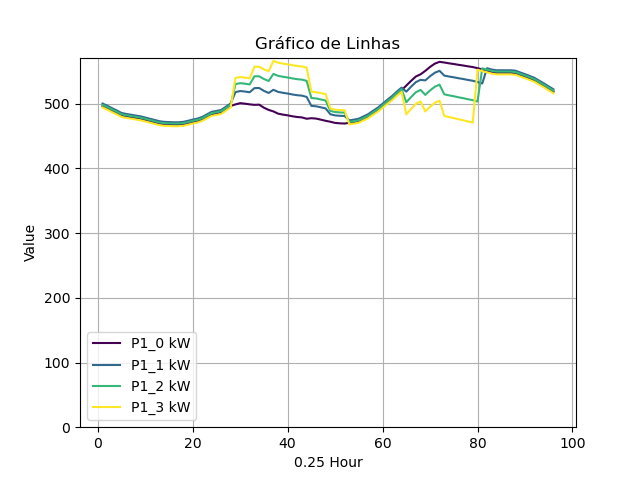 Gráfico de Linhas
Value
500
400
300
200
100
0
P1_0 kW
P1_1 kW
P1_2 kW
P1_3 kW
0 20 40 60 80 100
0.25 Hour